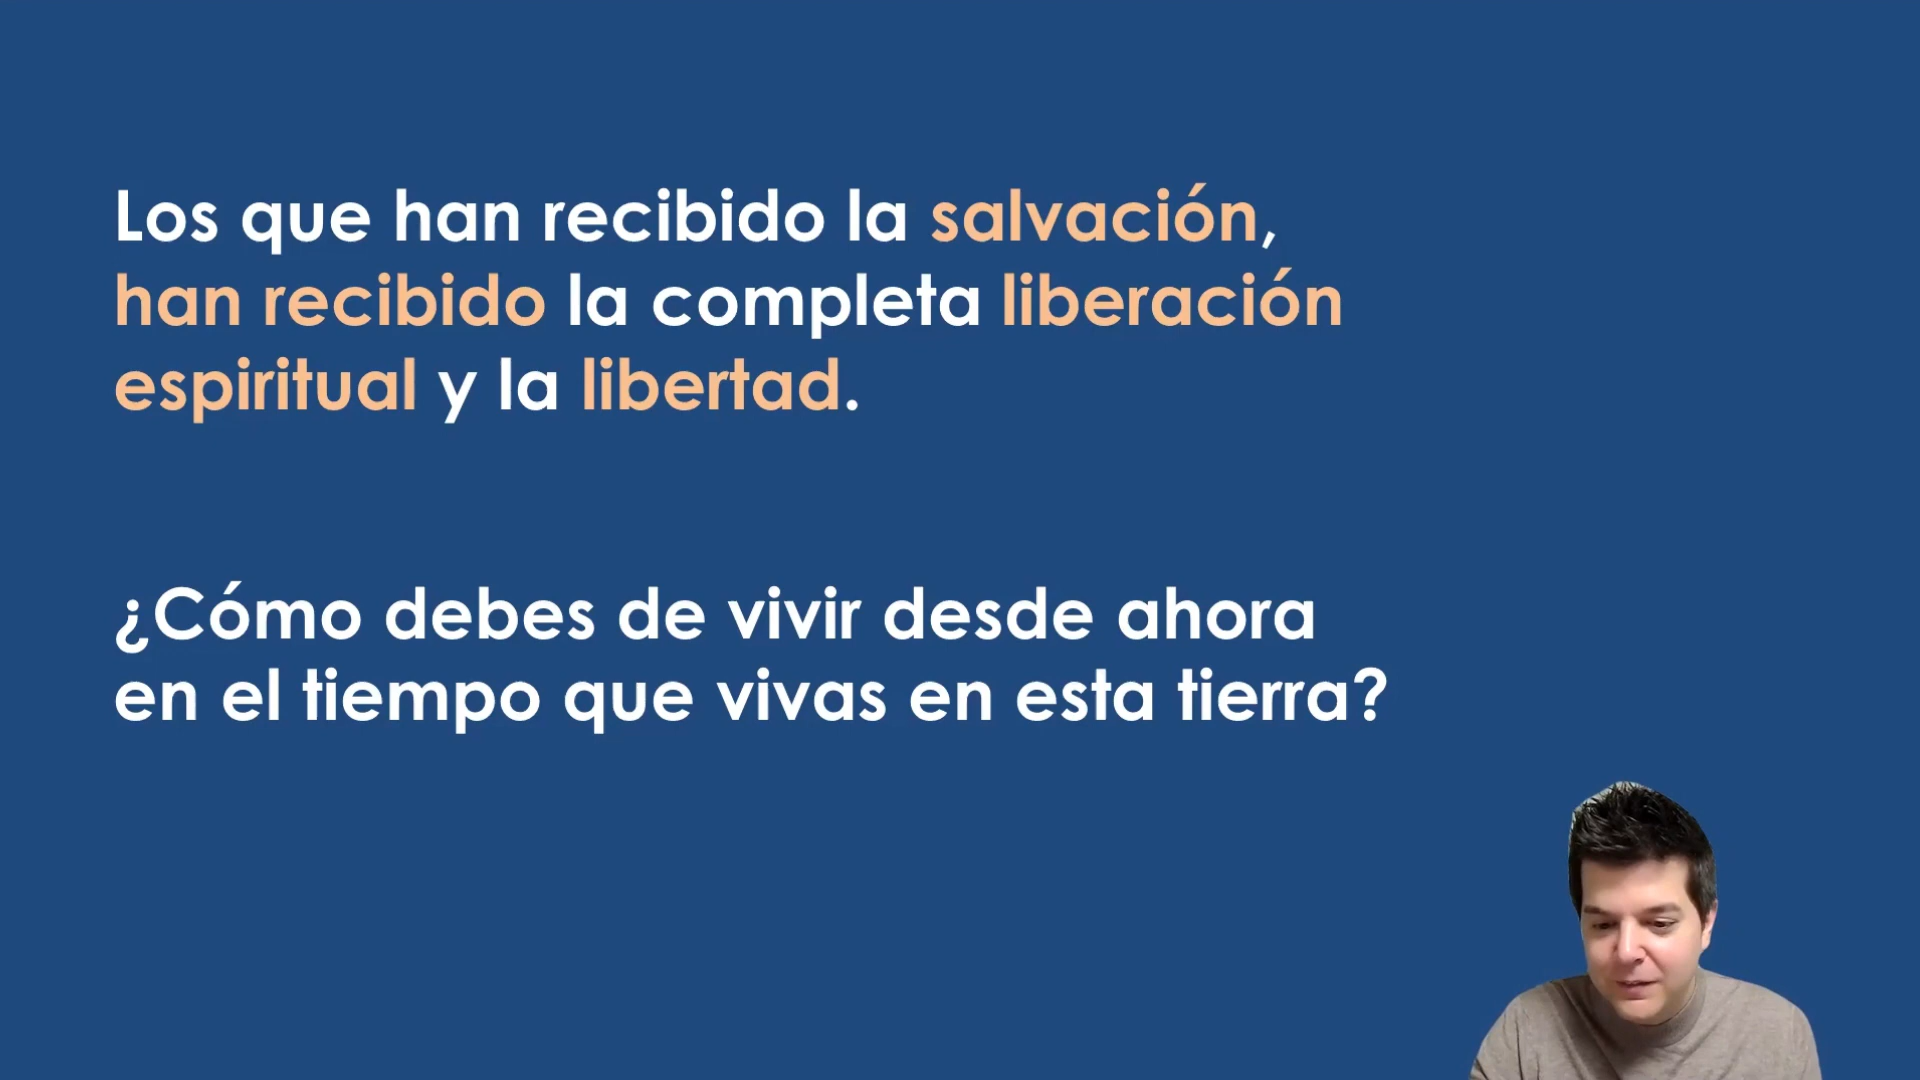 Los que han recibido la salvación,
han recibido la completa liberación
espiritual y la libertad.
¿Cómo debes de vivir desde ahora
en el tiempo que vivas en esta tierra?